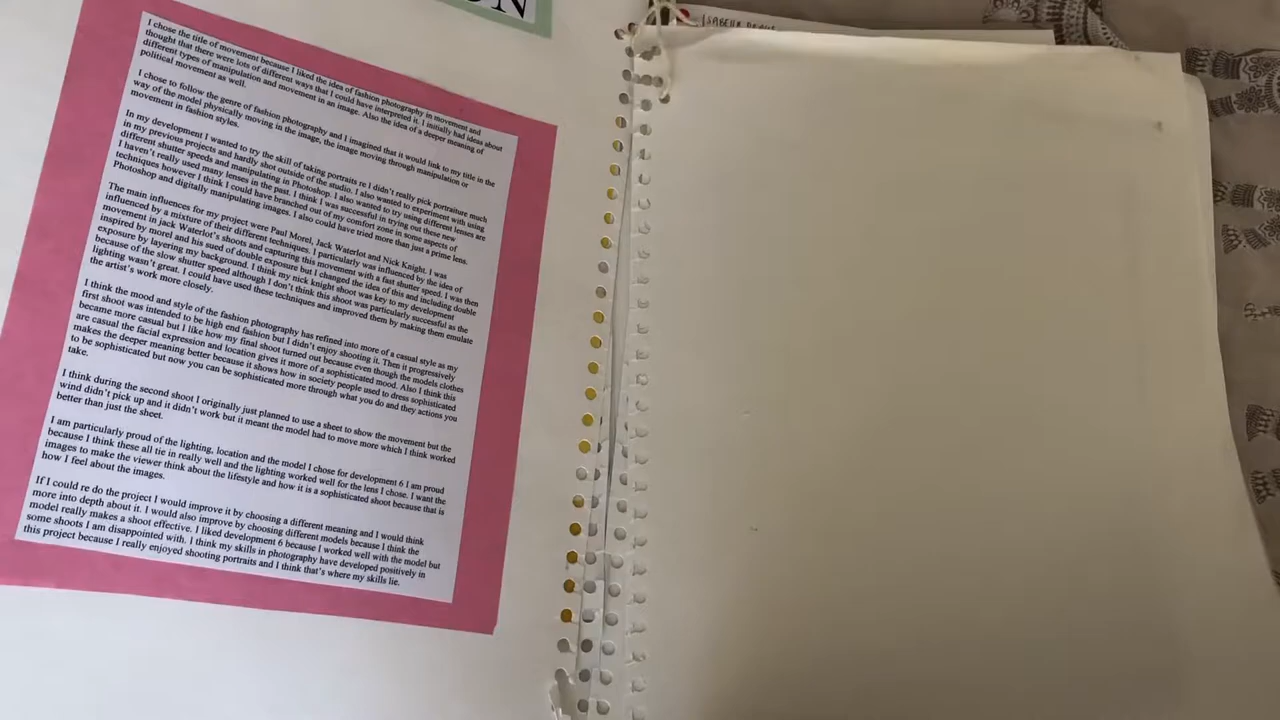 ON
ISABELLA
I chose the title of movement because I liked the idea of fashion photography in movement and
thought that there were lots of different ways that I could have interpreted it. I initially had ideas about
different types of manipulation and movement in an image. Also the idea of a deeper meaning of
political movement as well.
I chose to follow the genre of fashion photography and I imagined that it would link to my title in the
way of the model physically moving in the image, the image moving through manipulation or
movement in fashion styles.
In my development I wanted to try the skill of taking portraits re I didn't really pick portraiture much
in my previous projects and hardly shot outside of the studio. I also wanted to experiment with using
different shutter speeds and manipulating in Photoshop. I also wanted to try using different lenses are
I haven't really used many lenses in the past. I think I was successful in trying out these new
techniques however I think I could have branched out of my comfort zone in some aspects of
Photoshop and digitally manipulating images. I also could have tried more than just a prime lens.
The main influences for my project were Paul Morel, Jack Waterlot and Nick Knight. I was
influenced by a mixture of their different techniques. I particularly was influenced by the idea of
movement in jack Waterlot's shoots and capturing this movement with a fast shutter speed. I was then
inspired by morel and his sued of double exposure but I changed the idea of this and including double
exposure by layering my background. I think my nick knight shoot was key to my development
because of the slow shutter speed although I don't think this shoot was particularly successful as the
lighting wasn't great. I could have used these techniques and improved them by making them emulate
the artist's work more closely.
I think the mood and style of the fashion photography has refined into more of a casual style as my
first shoot was intended to be high end fashion but I didn't enjoy shooting it. Then it progressively
became more casual but I like how my final shoot turned out because even though the models clothes
are casual the facial expression and location gives it more of a sophisticated mood. Also I think this
makes the deeper meaning better because it shows how in society people used to dress sophisticated
to be sophisticated but now you can be sophisticated more through what you do and they actions you
take.
I think during the second shoot I originally just planned to use a sheet to show the movement but the
wind didn't pick up and it didn't work but it meant the model had to move more which I think worked
better than just the sheet.
I am particularly proud of the lighting, location and the model I chose for development 6 I am proud
because I think these all tie in really well and the lighting worked well for the lens I chose. I want the
images to make the viewer think about the lifestyle and how it is a sophisticated shoot because that is
how I feel about the images.
If I could re do the project I would improve it by choosing a different meaning and I would think
more into depth about it. I would also improve by choosing different models because I think the
model really makes a shoot effective. I liked development 6 because I worked well with the model but
some shoots I am disappointed with. I think my skills in photography have developed positively in
this project because I really enjoyed shooting portraits and I think that's where my skills lie.